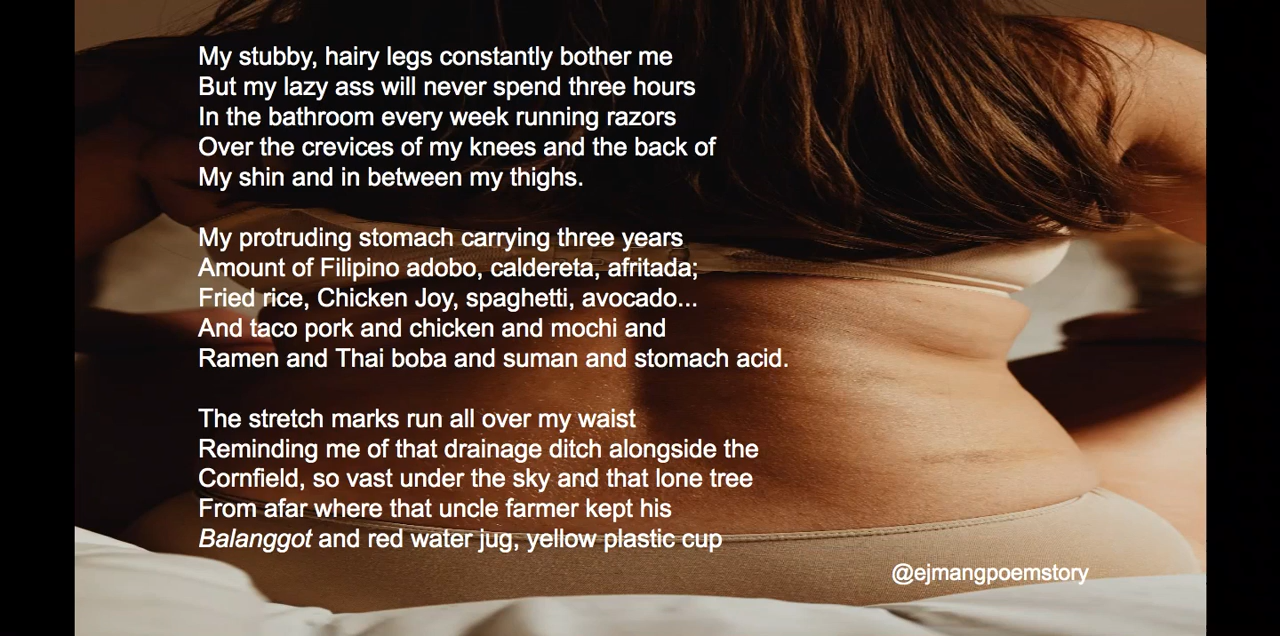 My stubby, hairy legs constantly bother me
But my lazy ass will never spend three hours
In the bathroom every week running razors
Over the crevices of my knees and the back of
My shin and in between my thighs.
My protruding stomach carrying three years
Amount of Filipino adobo, caldereta, afritada;
Fried rice, Chicken Joy, spaghetti, avocado...
And taco pork and chicken and mochi and
Ramen and Thai boba and suman and stomach acid.
The stretch marks run all over my waist
Reminding me of that drainage ditch alongside the
Cornfield, so vast under the sky and that lone tree
From afar where that uncle farmer kept his
Balanggot and red water jug, yellow plastic cup
@ejmangpoemstory